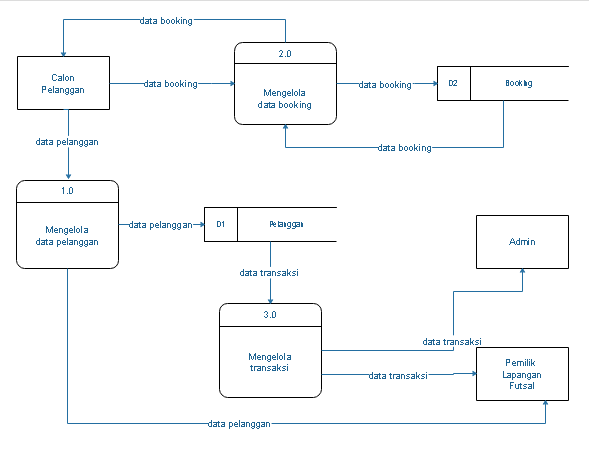 data booking
2.0
Calon
Pelanggan
data booking
Mengelola
data booking
data booking
D2
Booking
data booking
data pelanggan
1.0
Mengelola
data pelanggan
data pelanggan
D1
Pelanggan
Admin
data transaksi
3.0
Mengelola
transaksi
data transaksi
data transaksi
Pemilik
Lapangan
Futsal
data pelanggan